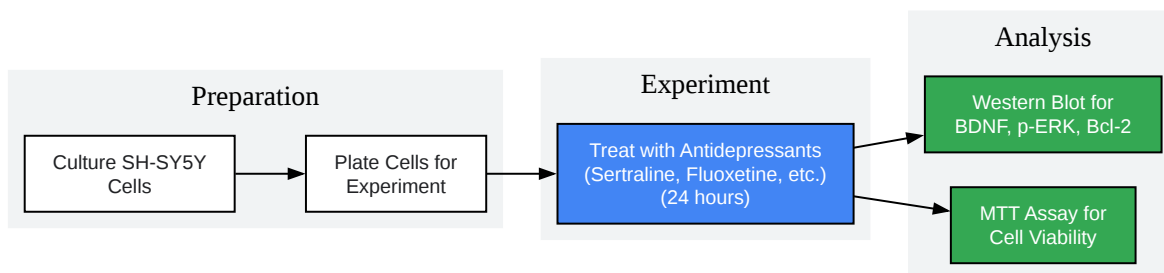 Preparation
Culture SH-SY5Y
Cells
Plate Cells for
Experiment
Experiment
Treat with Antidepressants
(Sertraline, Fluoxetine, etc.)
(24 hours)
Analysis
Western Blot for
BDNF, p-ERK, Bcl-2
MTT Assay for
Cell Viability